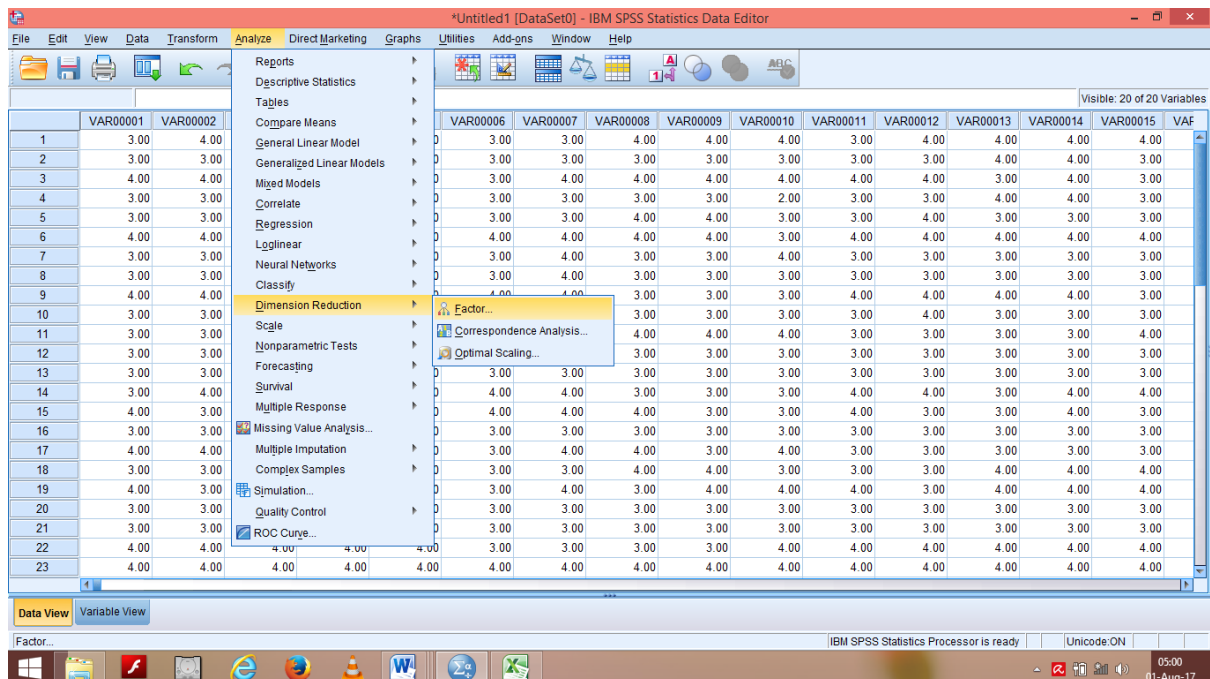 *Untitled1 [DataSet0] - IBM SPSS Statistics Data Editor
File Edit View Data Transform Analyze Direct Marketing Graphs Utilities Add-ons Window Help
Visible: 20 of 20 Variables
Reports
Descriptive Statistics
Tables
Compare Means
General Linear Model
Generalized Linear Models
Mixed Models
Correlate
Regression
Loglinear
Neural Networks
Classify
Dimension Reduction
Scale
Nonparametric Tests
Forecasting
Survival
Multiple Response
Missing Value Analysis...
Multiple Imputation
Complex Samples
Simulation...
Quality Control
ROC Curve...
Factor...
Correspondence Analysis...
Optimal Scaling...
VAR00001 VAR00002 VAR00006 VAR00007 VAR00008 VAR00009 VAR00010 VAR00011 VAR00012 VAR00013 VAR00014 VAR00015
1 3.00 4.00 3.00 3.00 4.00 4.00 4.00 3.00 4.00 4.00 4.00 4.00
2 3.00 3.00 3.00 3.00 3.00 3.00 3.00 3.00 3.00 3.00 3.00 3.00
3 4.00 4.00 3.00 4.00 4.00 4.00 4.00 4.00 4.00 3.00 4.00 3.00
4 3.00 3.00 3.00 3.00 3.00 3.00 2.00 3.00 3.00 4.00 4.00 3.00
5 3.00 3.00 3.00 3.00 4.00 4.00 3.00 3.00 4.00 3.00 4.00 3.00
6 4.00 4.00 4.00 4.00 4.00 4.00 3.00 4.00 4.00 4.00 4.00 4.00
7 3.00 3.00 3.00 4.00 3.00 3.00 3.00 3.00 4.00 3.00 3.00 3.00
8 3.00 3.00 3.00 4.00 3.00 3.00 3.00 3.00 3.00 3.00 3.00 3.00
9 4.00 4.00 4.00 4.00 3.00 3.00 3.00 4.00 4.00 4.00 4.00 4.00
10 3.00 3.00 3.00 3.00 3.00 3.00 4.00 3.00 3.00 3.00
11 3.00 3.00 4.00 4.00 4.00 3.00 3.00 3.00 4.00 3.00
12 3.00 3.00 3.00 3.00 3.00 3.00 3.00 3.00 3.00 3.00
13 3.00 3.00 3.00 3.00 3.00 3.00 3.00 3.00 3.00 3.00 3.00 3.00
14 3.00 4.00 4.00 4.00 3.00 3.00 3.00 4.00 3.00 3.00 3.00 4.00
15 4.00 3.00 4.00 4.00 4.00 3.00 3.00 3.00 4.00 4.00 4.00 3.00
16 3.00 3.00 3.00 3.00 3.00 3.00 3.00 3.00 3.00 3.00 3.00 3.00
17 4.00 4.00 3.00 4.00 4.00 3.00 4.00 4.00 3.00 3.00 4.00 4.00
18 3.00 3.00 3.00 3.00 4.00 4.00 3.00 3.00 3.00 4.00 4.00 3.00
19 4.00 3.00 3.00 4.00 3.00 4.00 4.00 4.00 3.00 4.00 4.00 4.00
20 3.00 3.00 3.00 3.00 3.00 3.00 3.00 3.00 3.00 3.00 3.00 3.00
21 3.00 3.00 3.00 3.00 3.00 3.00 3.00 3.00 3.00 3.00 3.00 3.00
22 4.00 4.00 4.00 4.00 4.00 3.00 3.00 3.00 3.00 4.00 4.00 4.00 4.00 4.00 4.00
23 4.00 4.00 4.00 4.00 4.00 4.00 4.00 4.00 4.00 4.00 4.00 4.00 4.00 4.00 4.00
Data View Variable View
Factor... IBM SPSS Statistics Processor is ready Unicode:ON
05:00
01-Aug-17